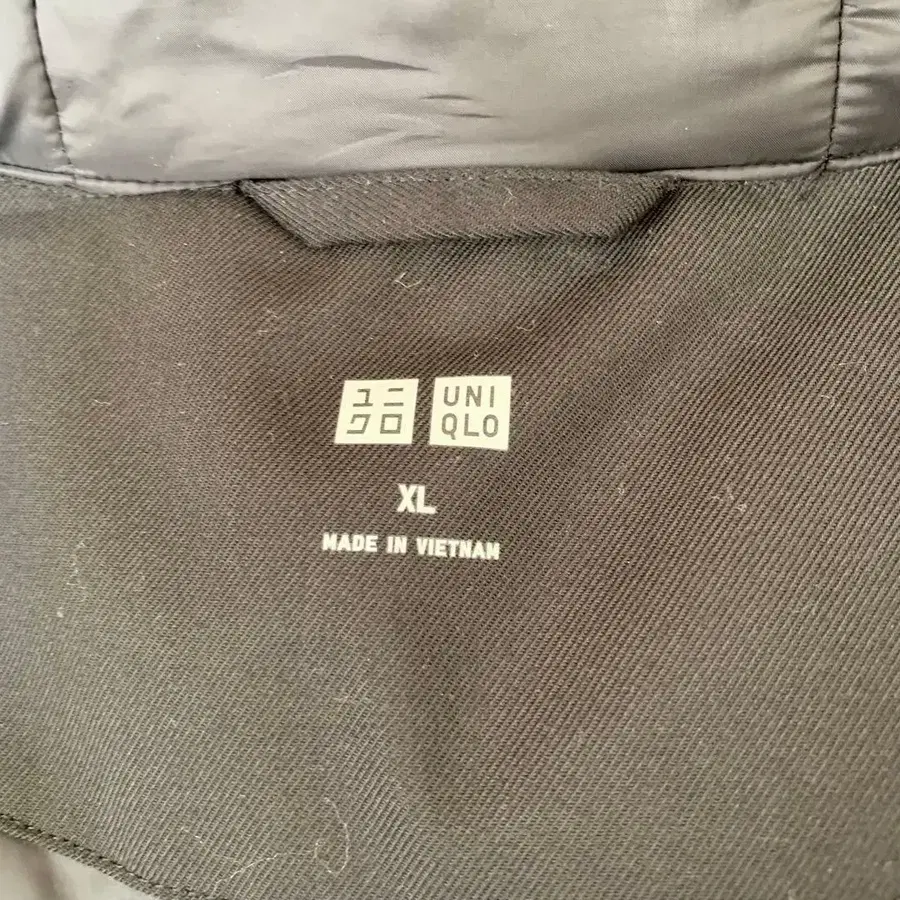 ユニ UNI
クロ QLO
XL
MADE IN VIETNAM